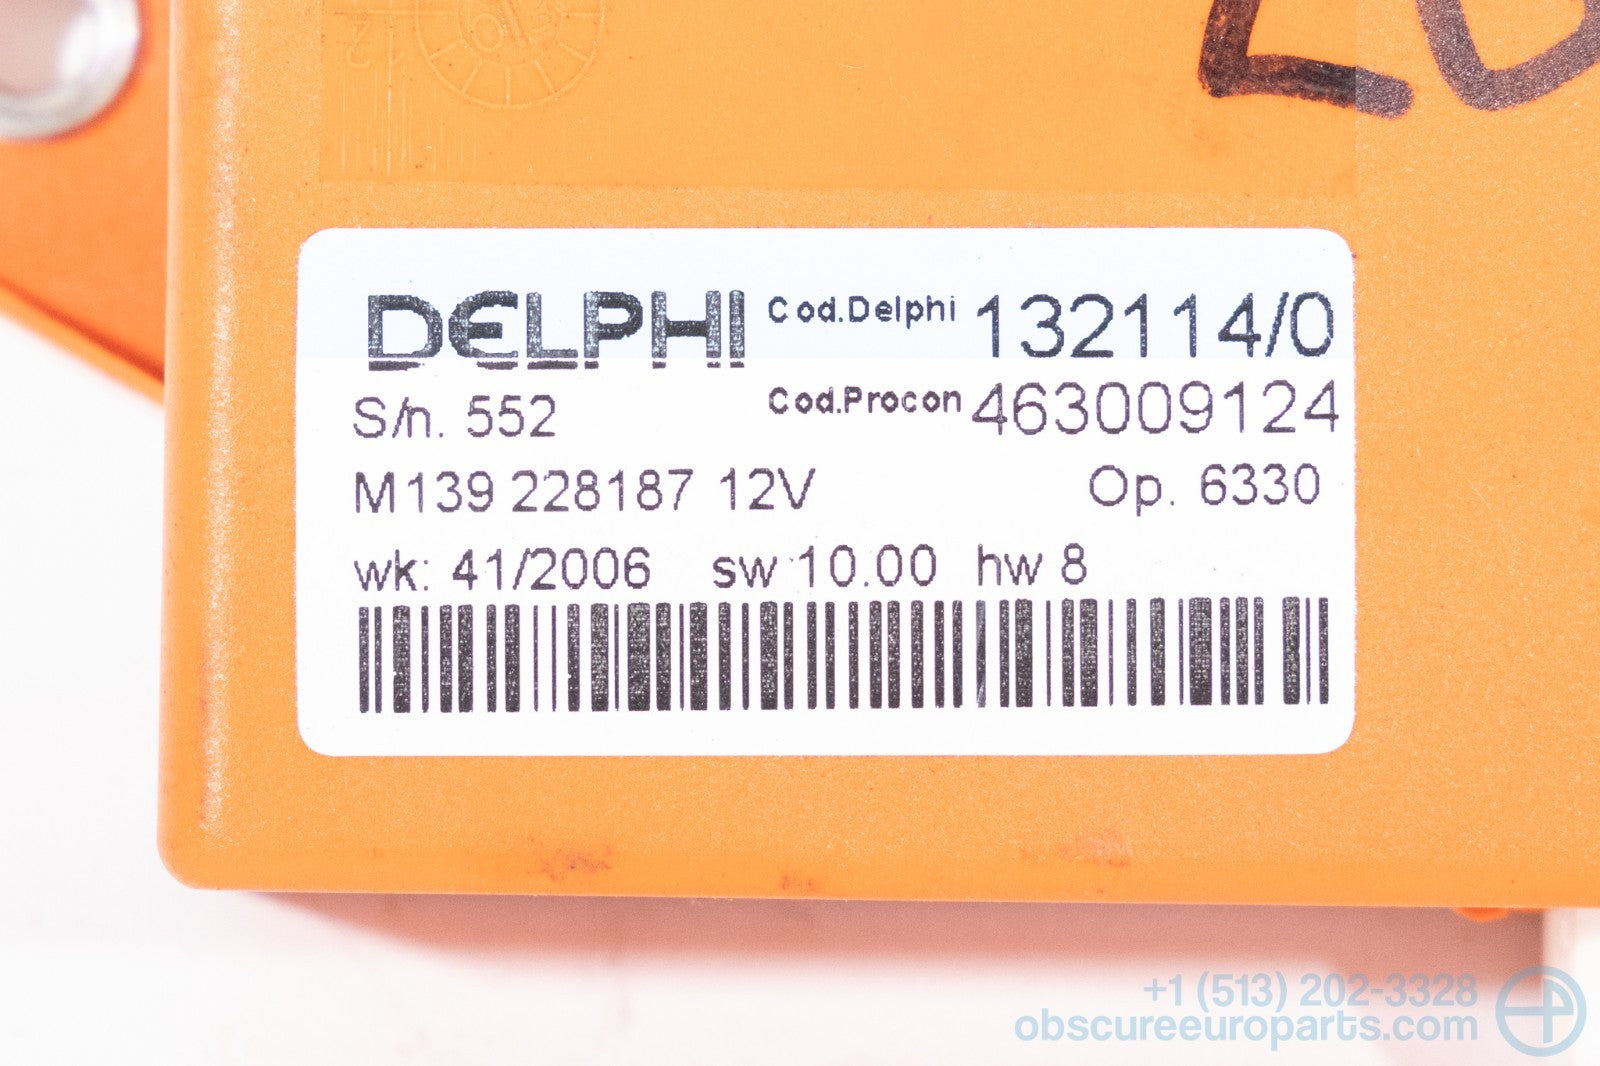 DELPHI Cod.Delphi 132114/0
S/n. 552 Cod.Procon 463009124
M139 228187 12V Op. 6330
wk: 41/2006 sw 10.00 hw 8
+1 (513) 202-3328
obscureeuroparts.com